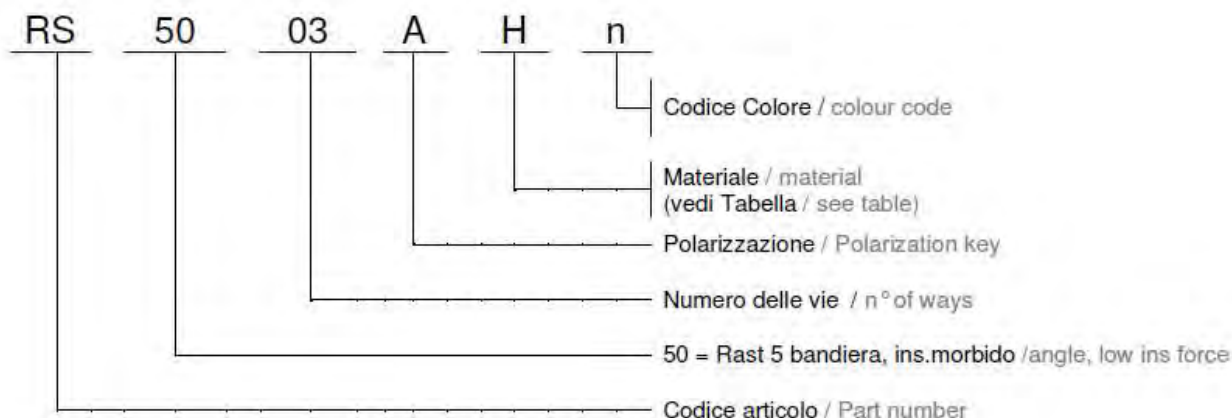 RS 50 03 A H n
Codice Colore / colour code
Materiale / material
(vedi Tabella / see table)
Polarizzazione / Polarization key
Numero delle vie / n° of ways
50 = Rast 5 bandiera, ins.morbido /angle, low ins force
Codice articolo / Part number